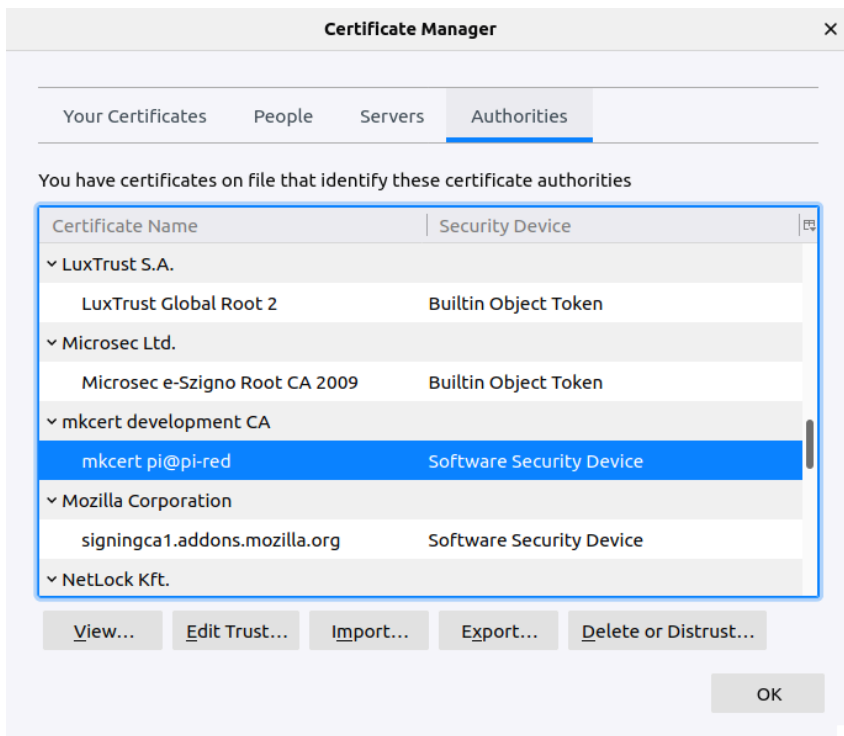 Certificate Manager
Your Certificates People Servers Authorities
You have certificates on file that identify these certificate authorities
Certificate Name Security Device
LuxTrust S.A.
LuxTrust Global Root 2 Builtin Object Token
Microsec Ltd.
Microsec e-Szigno Root CA 2009 Builtin Object Token
mkcert development CA
mkcert pi@pi-red Software Security Device
Mozilla Corporation
signingca1.addons.mozilla.org Software Security Device
NetLock Kft.
View... Edit Trust... Import... Export... Delete or Distrust...
OK